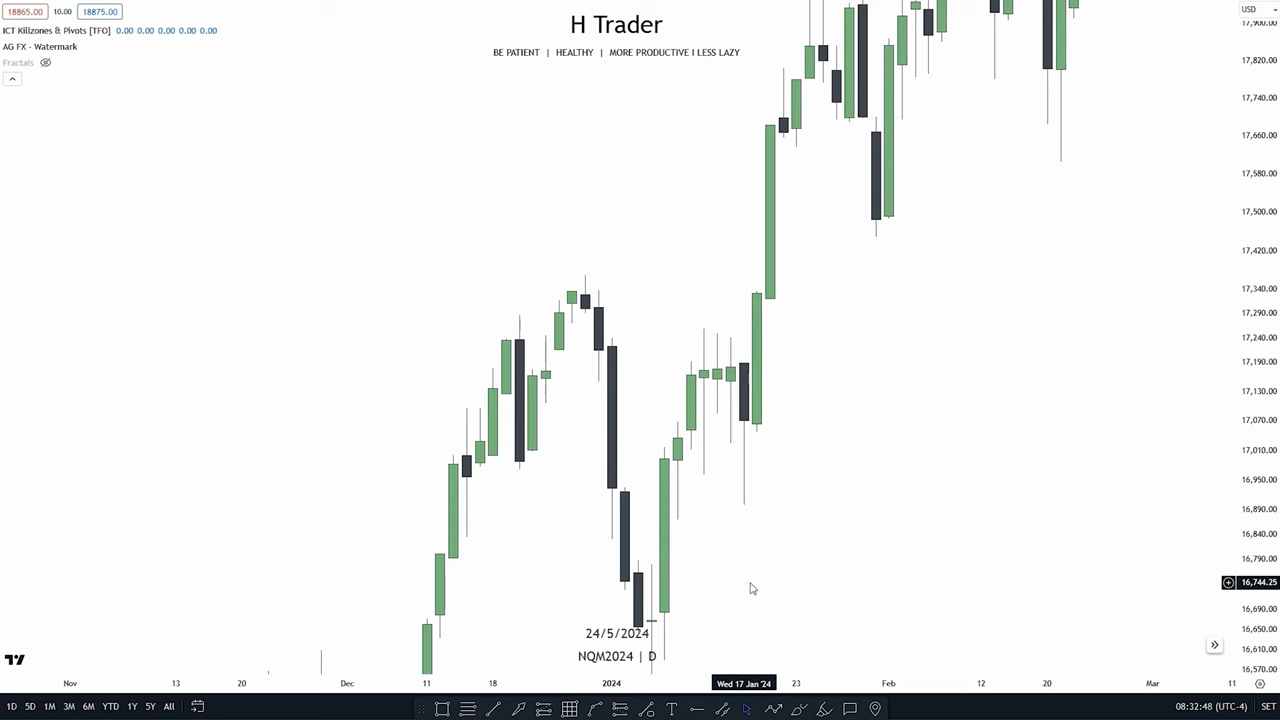 18865.00 10.00 18875.00
ICT Killzones & Pivots [TFO] 0.00 0.00 0.00 0.00 0.00
AG FX - Watermark
Fractals
H Trader
BE PATIENT | HEALTHY | MORE PRODUCTIVE I LESS LAZY
USD
17,900.00
17,820.00
17,740.00
17,660.00
17,580.00
17,500.00
17,420.00
17,340.00
17,290.00
17,240.00
17,190.00
17,130.00
17,070.00
17,010.00
16,950.00
16,890.00
16,840.00
16,790.00
16,744.25
16,690.00
16,650.00
16,610.00
16,570.00
24/5/2024
NQM2024 | D
Nov 13 20 Dec 11 18 2024 Wed 17 Jan '24 23 Feb 12 20 Mar 11
1D 5D 1M 3M 6M YTD 1Y 5Y All 08:32:48 (UTC-4) SET